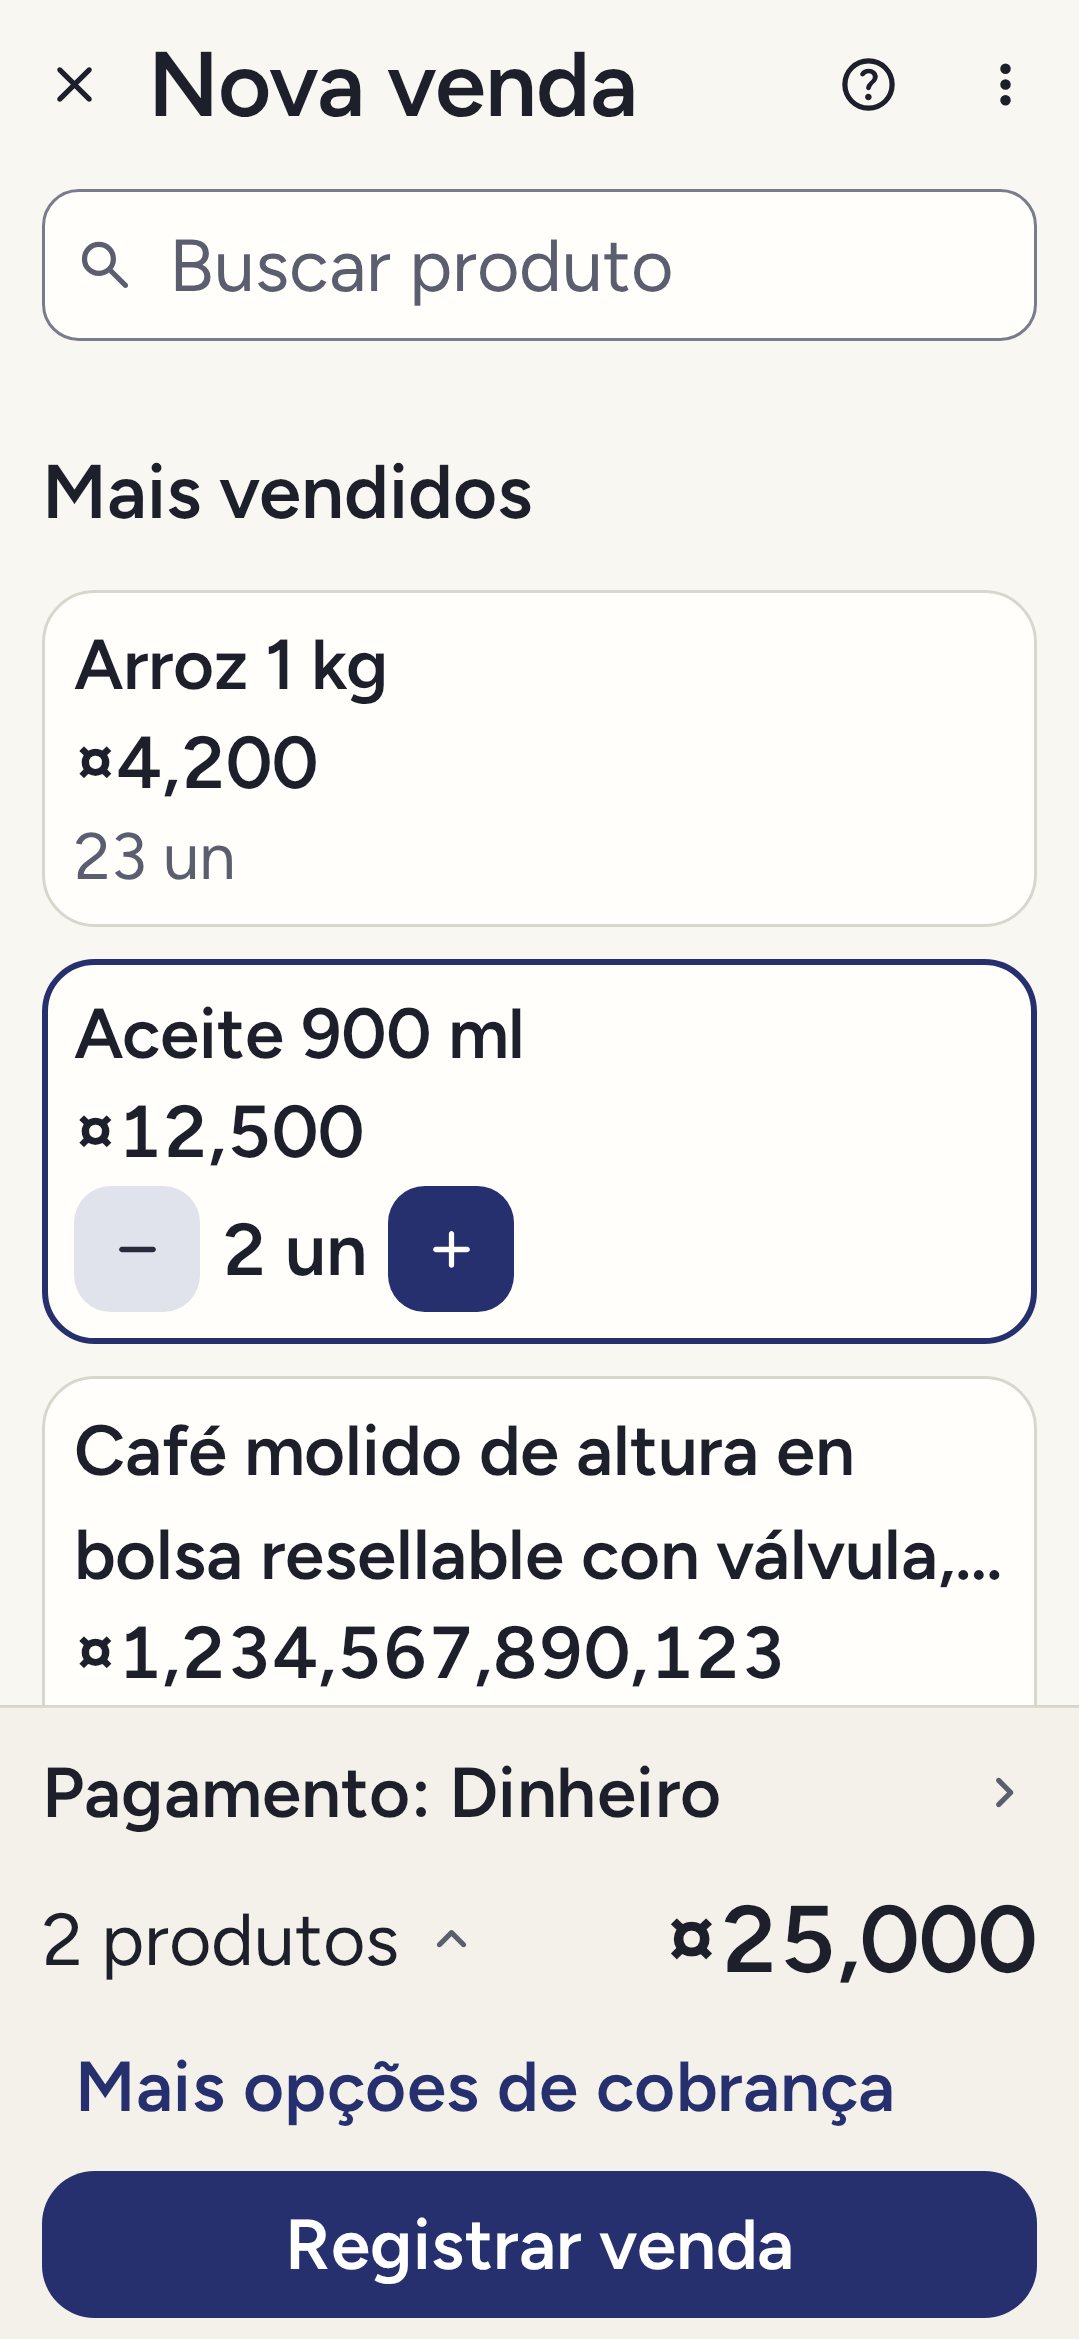 Nova venda
Buscar produto
Mais vendidos
Arroz 1 kg
¤4,200
23 un
Aceite 900 ml
¤12,500
2 un
Café molido de altura en
bolsa resellable con válvula,...
¤1,234,567,890,123
Pagamento: Dinheiro
2 produtos ¤25,000
Mais opções de cobrança
Registrar venda